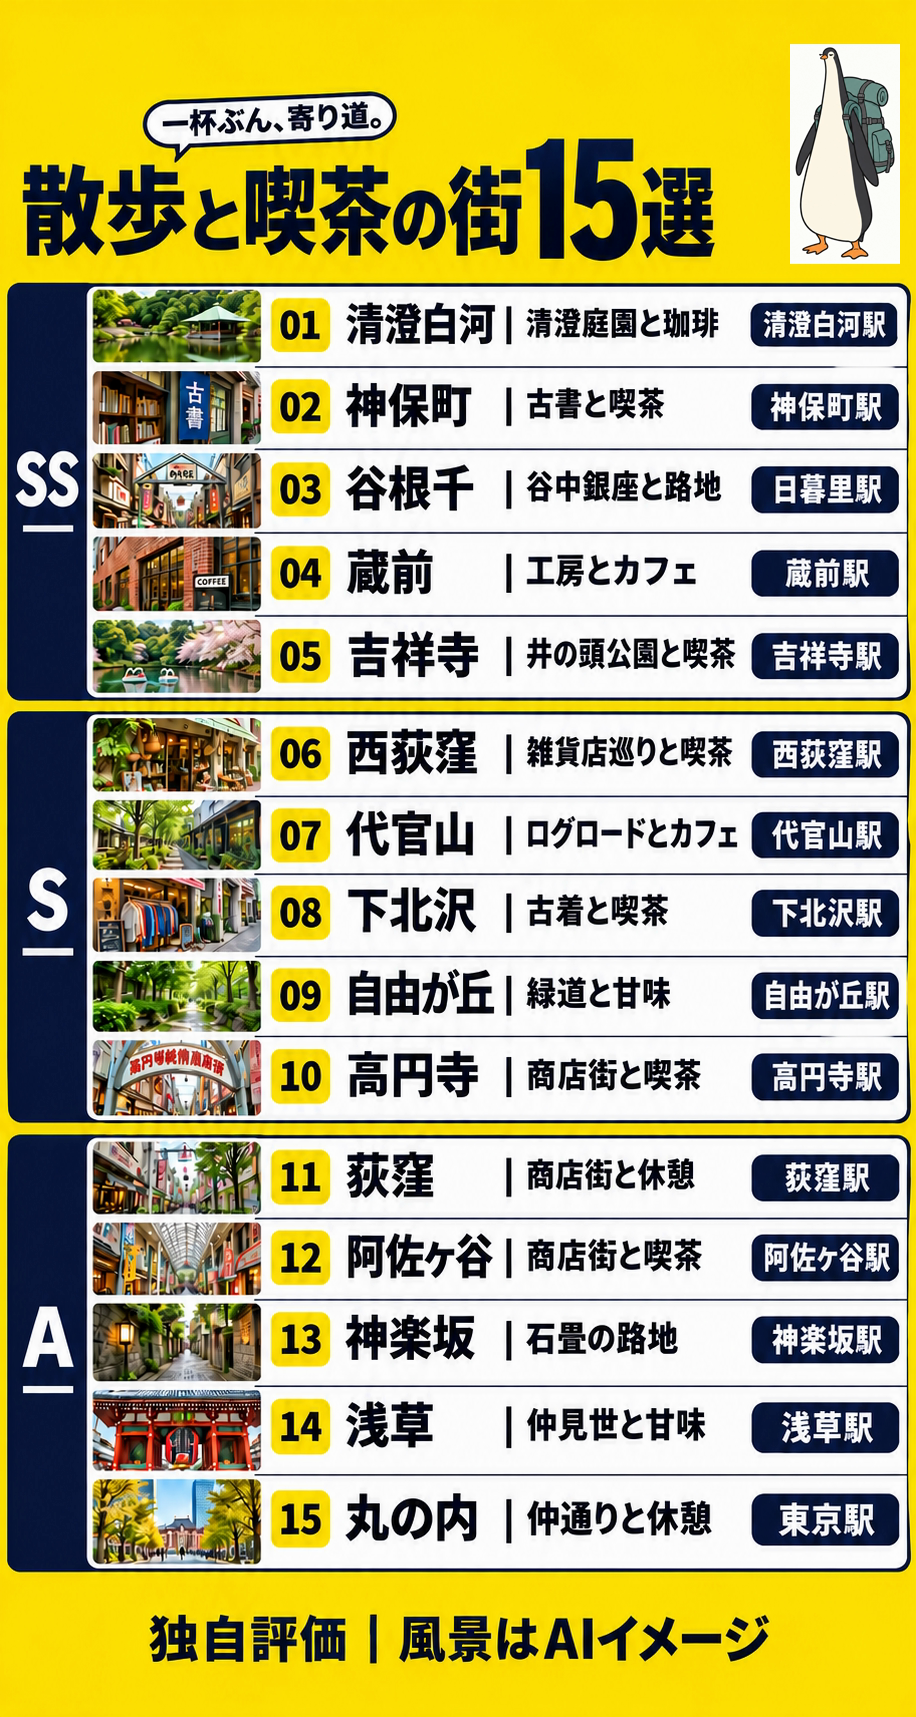 一杯ぶん、寄り道。
散歩と喫茶の街15選
SS
01 清澄白河 | 清澄庭園と珈琲 清澄白河駅
古書
02 神保町 | 古書と喫茶 神保町駅
03 谷根千 | 谷中銀座と路地 日暮里駅
COFFEE
04 蔵前 | 工房とカフェ 蔵前駅
05 吉祥寺 | 井の頭公園と喫茶 吉祥寺駅
S
06 西荻窪 | 雑貨店巡りと喫茶 西荻窪駅
07 代官山 | ログロードとカフェ 代官山駅
08 下北沢 | 古着と喫茶 下北沢駅
09 自由が丘 | 緑道と甘味 自由が丘駅
10 高円寺 | 商店街と喫茶 高円寺駅
A
11 荻窪 | 商店街と休憩 荻窪駅
12 阿佐ヶ谷 | 商店街と喫茶 阿佐ヶ谷駅
13 神楽坂 | 石畳の路地 神楽坂駅
14 浅草 | 仲見世と甘味 浅草駅
15 丸の内 | 仲通りと休憩 東京駅
独自評価 | 風景はAIイメージ